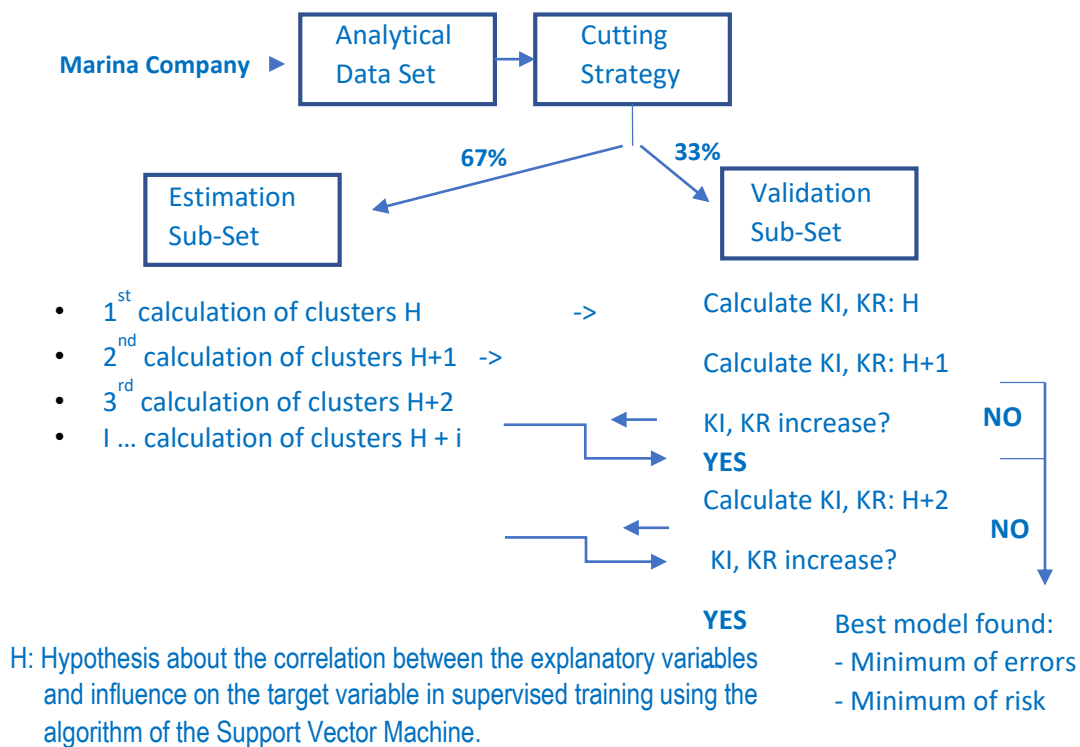 Marina Company
Analytical
Data Set
Cutting
Strategy
67%
33%
Estimation
Sub-Set
Validation
Sub-Set
• 1st calculation of clusters H ->
• 2nd calculation of clusters H+1 ->
• 3rd calculation of clusters H+2
• I ... calculation of clusters H + i
Calculate KI, KR: H
Calculate KI, KR: H+1
KI, KR increase?
NO
YES
Calculate KI, KR: H+2
NO
KI, KR increase?
YES
...
Best model found:
- Minimum of errors
- Minimum of risk
H: Hypothesis about the correlation between the explanatory variables
and influence on the target variable in supervised training using the
algorithm of the Support Vector Machine.